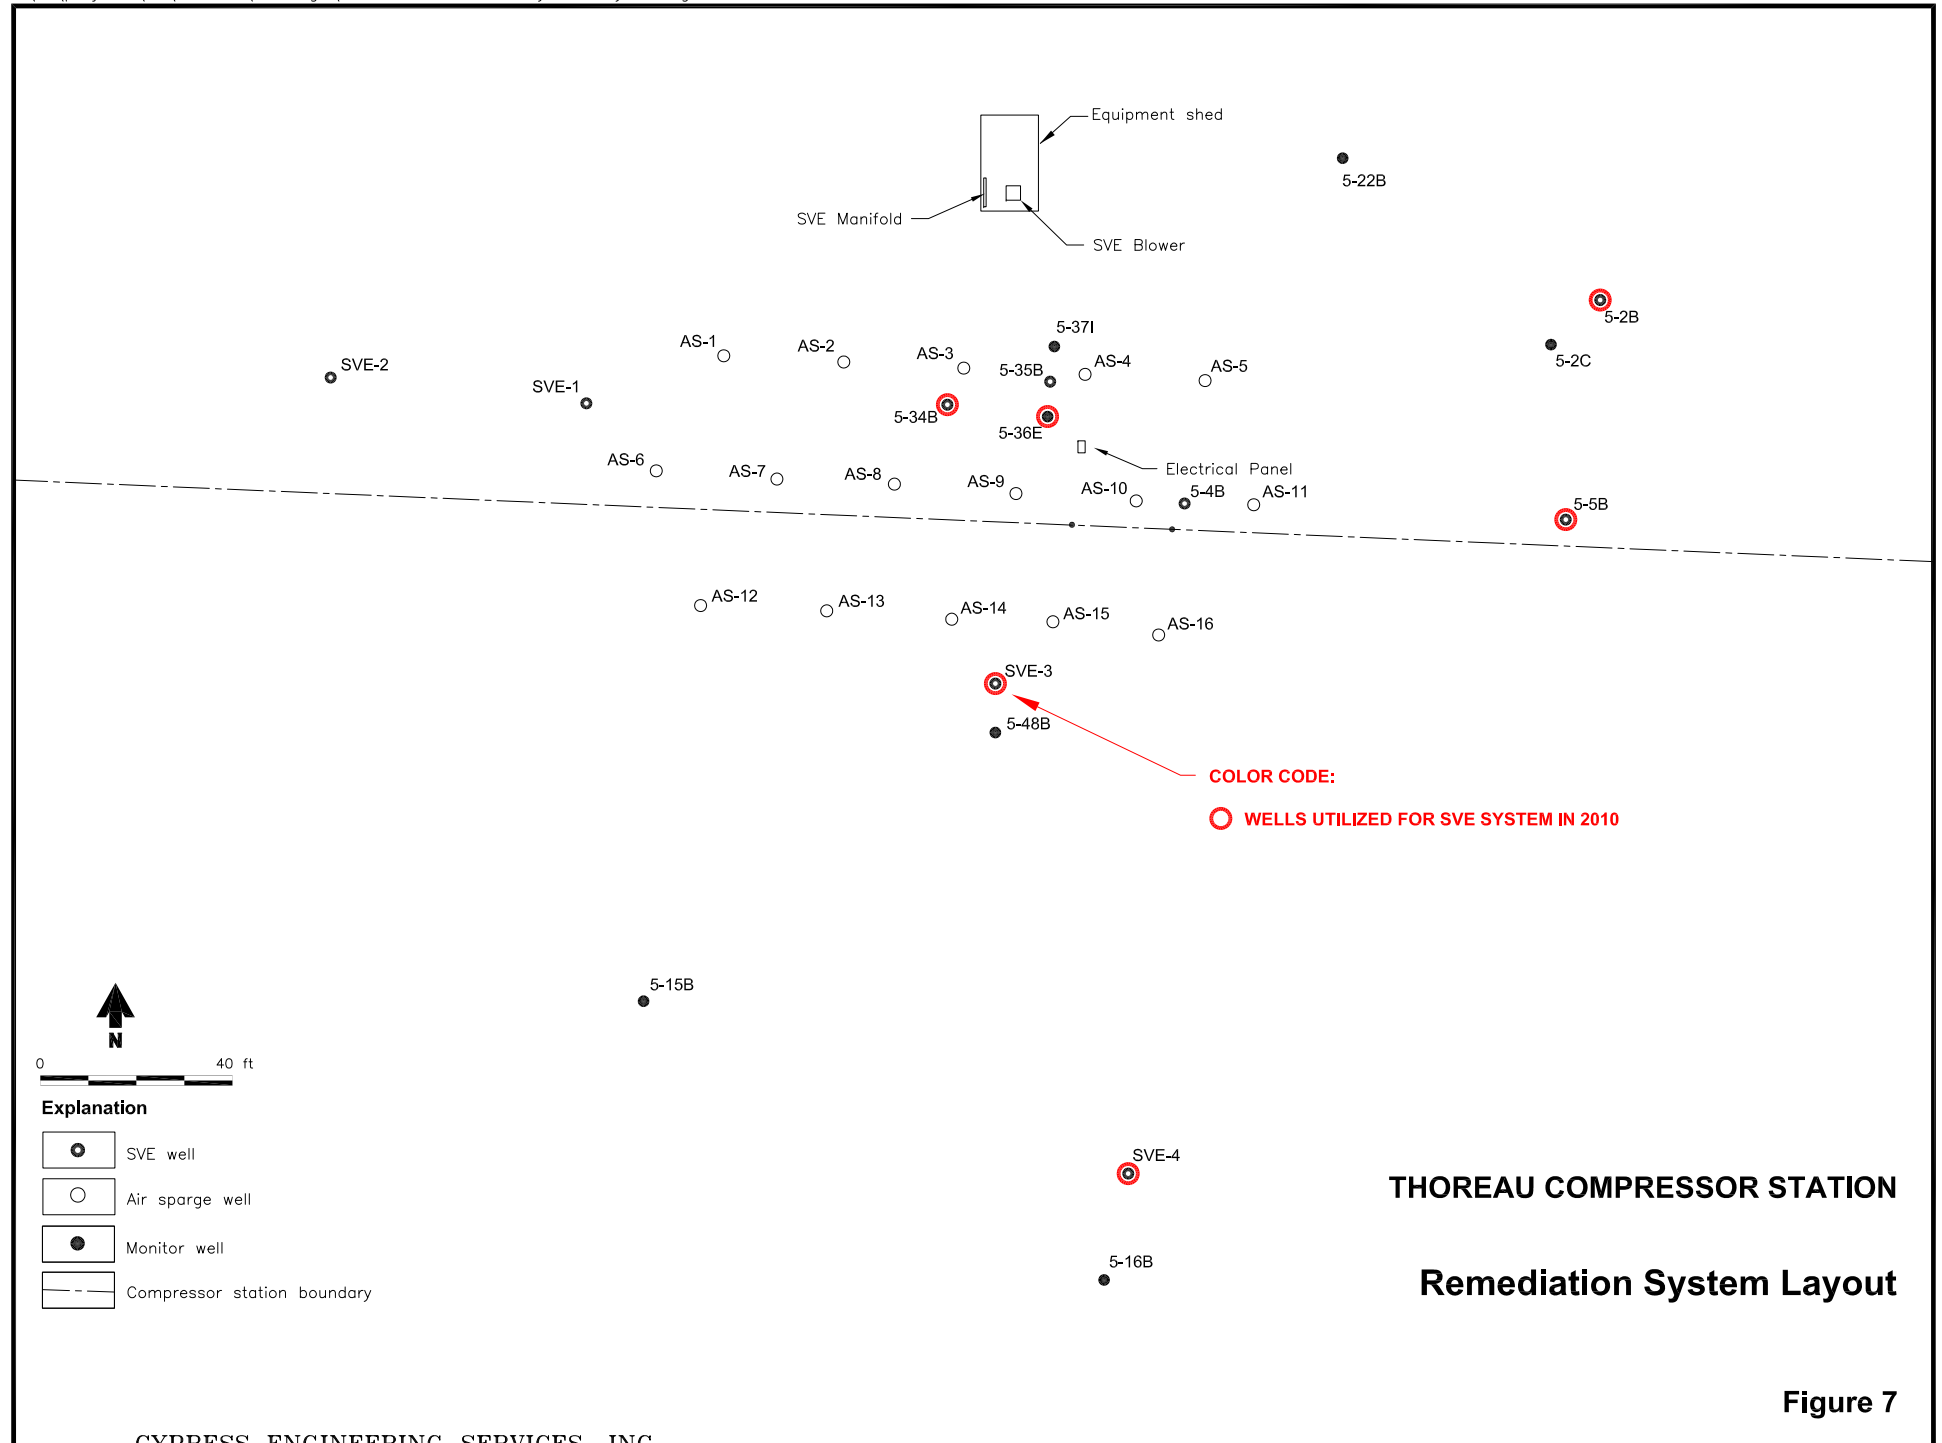 Equipment shed
5-22B
SVE Manifold
SVE Blower
5-2B
5-37I
5-2C
AS-1
AS-2
AS-3
5-35B
AS-4
AS-5
SVE-2
SVE-1
5-34B
5-36E
Electrical Panel
AS-6
AS-7
AS-8
AS-9
AS-10
5-4B
AS-11
5-5B
AS-12
AS-13
AS-14
AS-15
AS-16
SVE-3
5-48B
COLOR CODE:
WELLS UTILIZED FOR SVE SYSTEM IN 2010
5-15B
N
0 40 ft
Explanation
SVE well
Air sparge well
Monitor well
Compressor station boundary
SVE-4
5-16B
THOREAU COMPRESSOR STATION
Remediation System Layout
Figure 7
CYPRESS ENGINEERING SERVICES, INC